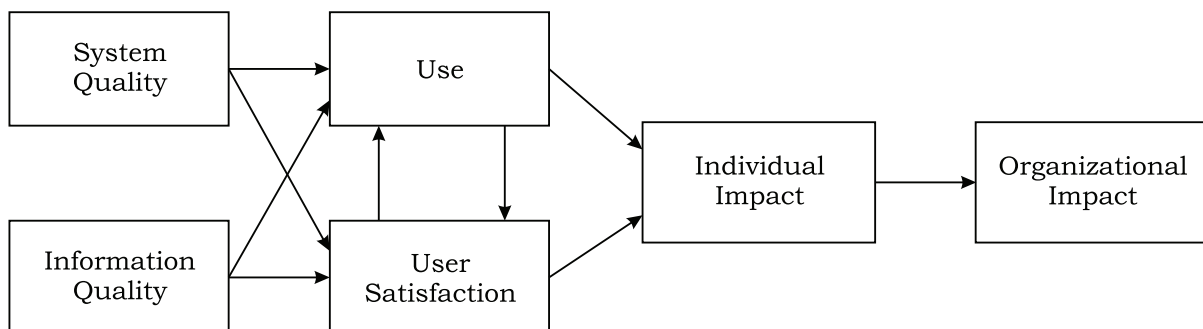 System
Quality
Use
Individual
Impact
Organizational
Impact
Information
Quality
User
Satisfaction